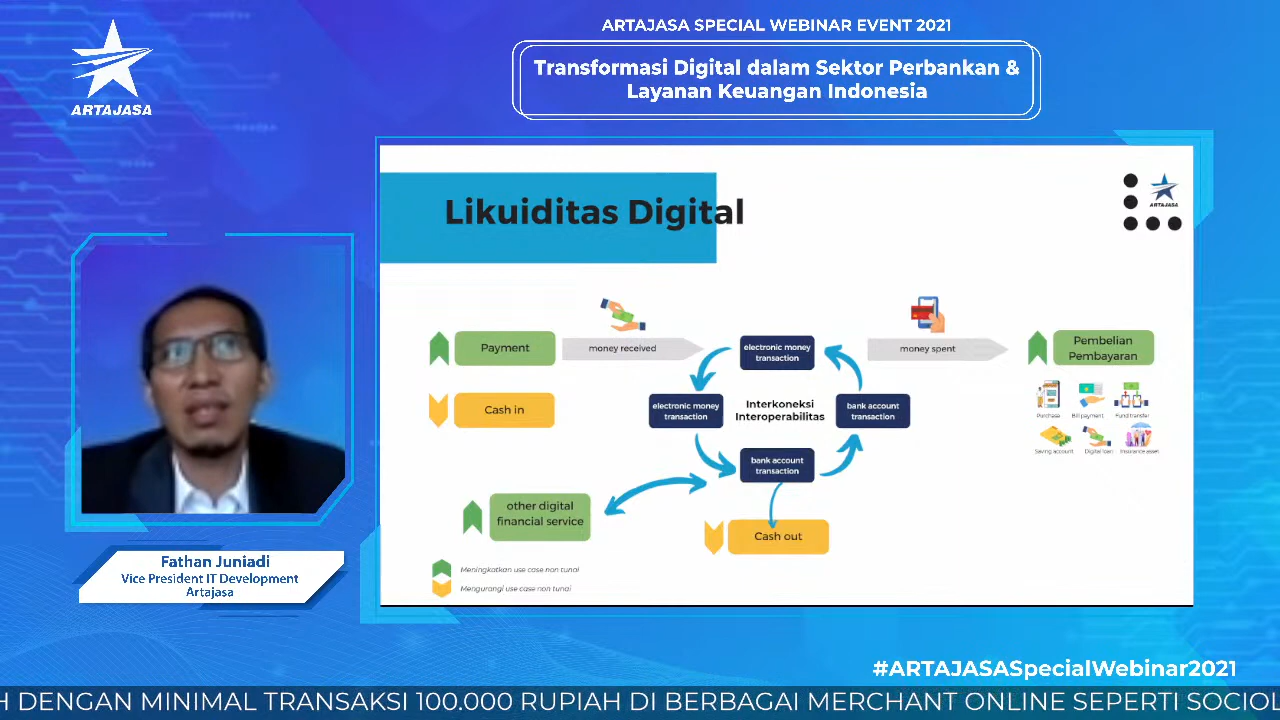 ARTAJASA SPECIAL WEBINAR EVENT 2021
Transformasi Digital dalam Sektor Perbankan &
Layanan Keuangan Indonesia
ARTAJASA
Likuiditas Digital
ARTAJASA
Payment
money received
electronic money
transaction
money spent
Pembelian
Pembayaran
Cash in
electronic money
transaction
Interkoneksi
Interoperabilitas
bank account
transaction
Purchase
Bill payment
Fund transfer
Saving account
Digital loan
Insurance asset
bank account
transaction
other digital
financial service
Cash out
Meningkatkan use case non tunai
Mengurangi use case non tunai
Fathan Juniadi
Vice President IT Development
Artajasa
#ARTAJASASpecialWebinar2021
H DENGAN MINIMAL TRANSAKSI 100.000 RUPIAH DI BERBAGAI MERCHANT ONLINE SEPERTI SOCIOL